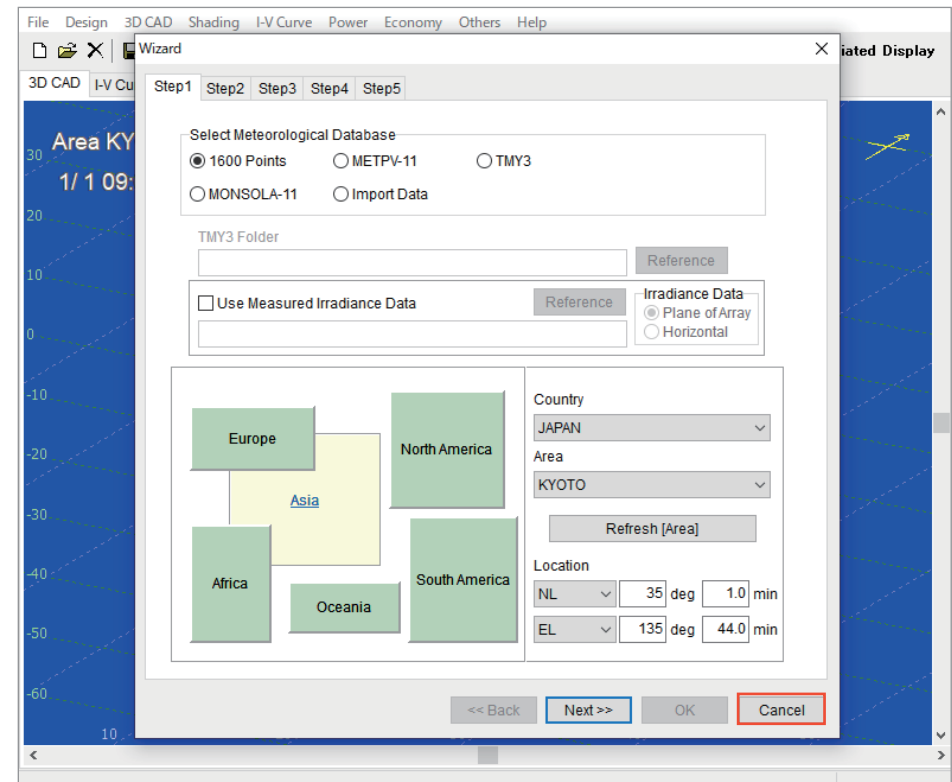 File Design 3D CAD Shading I-V Curve Power Economy Others Help
Wizard
iated Display
3D CAD I-V Cu
Step1 Step2 Step3 Step4 Step5
Area KY
1/ 1 09:
Select Meteorological Database
1600 Points METPV-11 TMY3
MONSOLA-11 Import Data
TMY3 Folder
Reference
Use Measured Irradiance Data Reference
Irradiance Data
Plane of Array
Horizontal
30
20
10
0
-10
-20
-30
-40
-50
-60
10
Europe
North America
Asia
Africa
Oceania
South America
Country
JAPAN
Area
KYOTO
Refresh [Area]
Location
NL 35 deg 1.0 min
EL 135 deg 44.0 min
<< Back Next >> OK Cancel